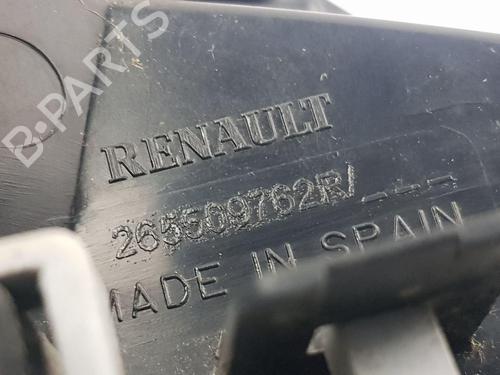 B-PARTS
RENAULT
265509762R/_.-.-
MADE IN SPAIN